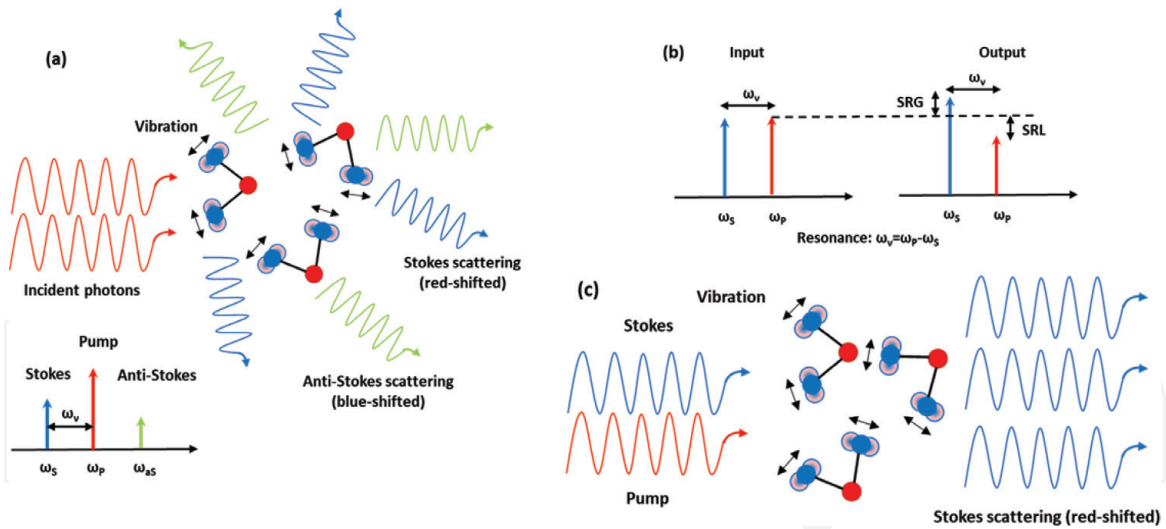 (a)
Vibration
Incident photons
Stokes scattering
(red-shifted)
Anti-Stokes scattering
(blue-shifted)
Pump
Stokes
Anti-Stokes
ωv
ωS
ωP
ωaS
(b)
Input
Output
ωv
ωv
SRG
SRL
ωS
ωP
ωS
ωP
Resonance: ωv=ωP-ωS
(c)
Vibration
Stokes
Pump
Stokes scattering (red-shifted)